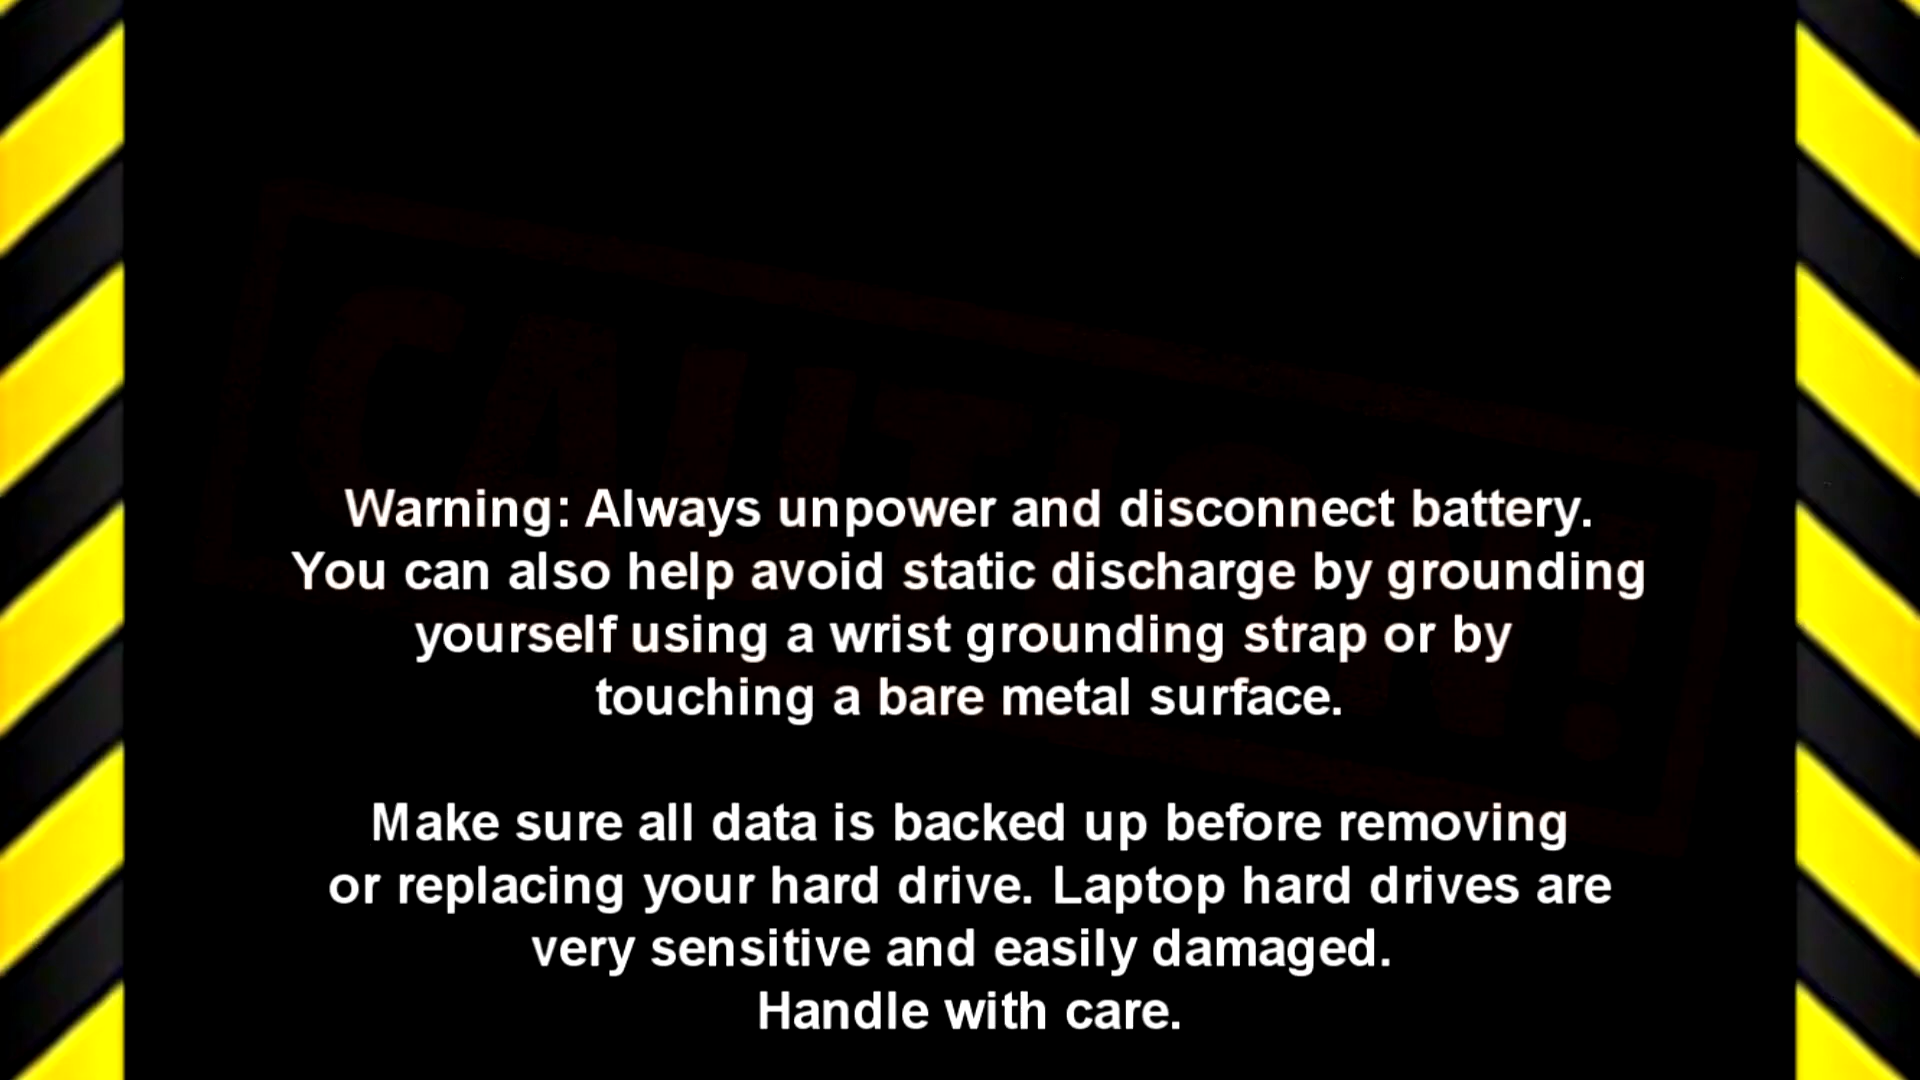 CAUTION!
Warning: Always unpower and disconnect battery.
You can also help avoid static discharge by grounding
yourself using a wrist grounding strap or by
touching a bare metal surface.
Make sure all data is backed up before removing
or replacing your hard drive. Laptop hard drives are
very sensitive and easily damaged.
Handle with care.